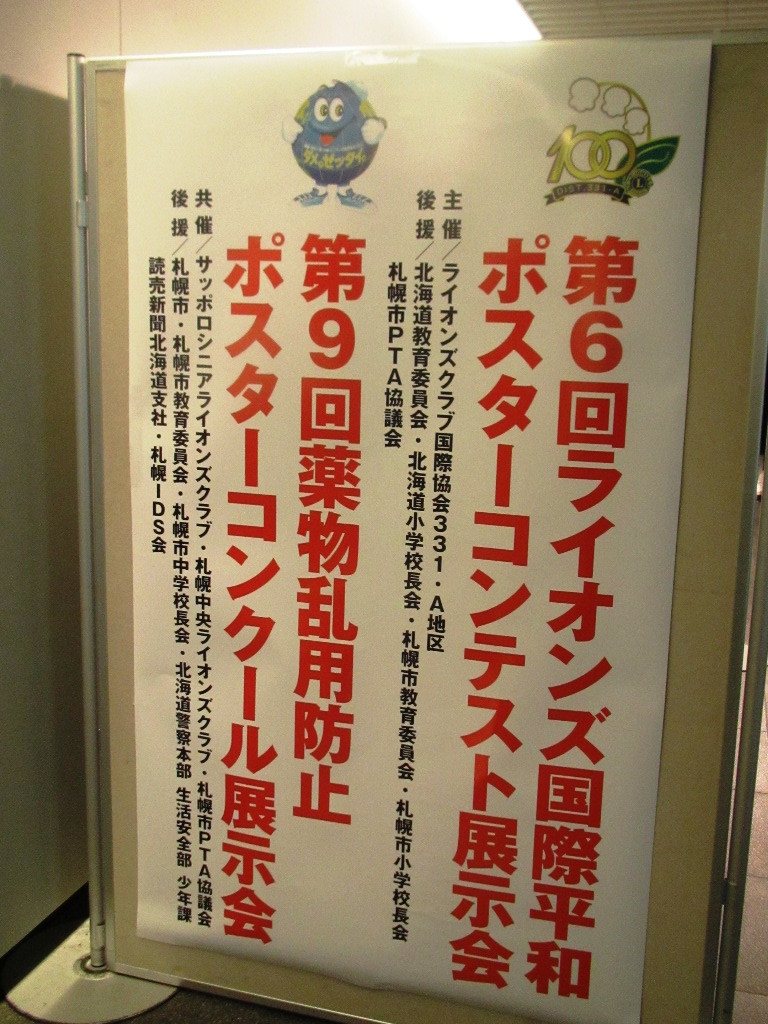 100
DIST 331-A
L
第6回ライオンズ国際平和
ポスターコンテスト展示会
主催/ライオンズクラブ国際協会331・A地区
後援/北海道教育委員会・北海道小学校長会・札幌市教育委員会・札幌市小学校長会
札幌市PTA協議会
ダメ。ゼッタイ。
第9回薬物乱用防止
ポスターコンクール展示会
共催/サッポロシニアライオンズクラブ・札幌中央ライオンズクラブ・札幌市PTA協議会
後援/札幌市・札幌市教育委員会・札幌市中学校長会・北海道警察本部 生活安全部 少年課
読売新聞北海道支社・札幌IDS会